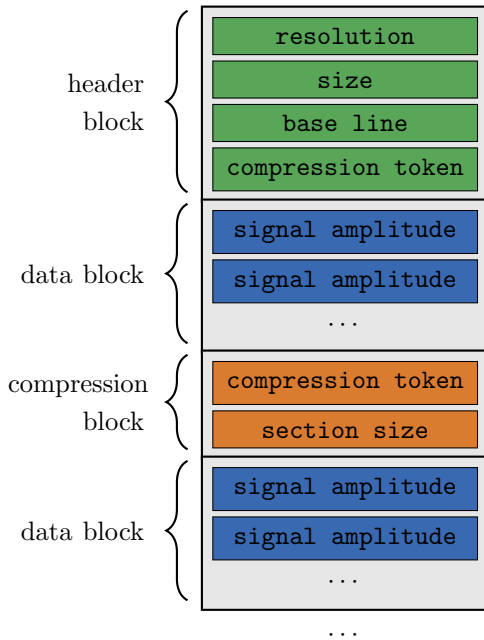 header
block
resolution
size
base line
compression token
data block
signal amplitude
signal amplitude
...
compression
block
compression token
section size
data block
signal amplitude
signal amplitude
...
...